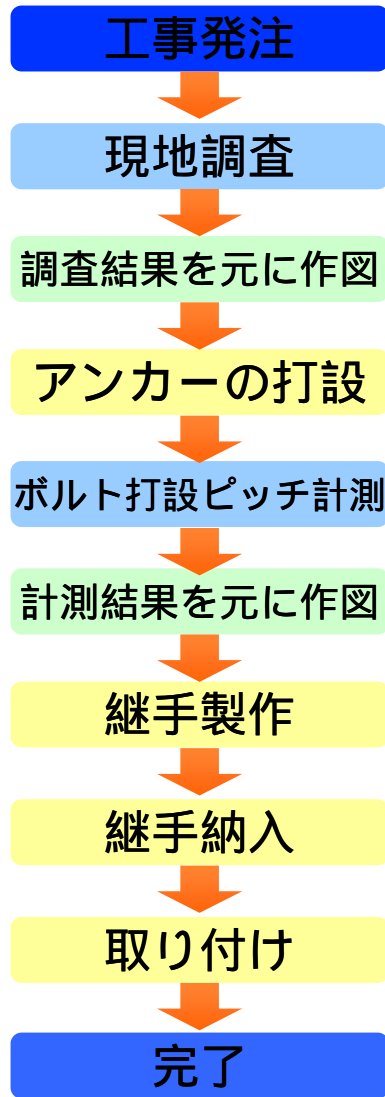 工事発注
現地調査
調査結果を元に作図
アンカーの打設
ボルト打設ピッチ計測
計測結果を元に作図
継手製作
継手納入
取り付け
完了